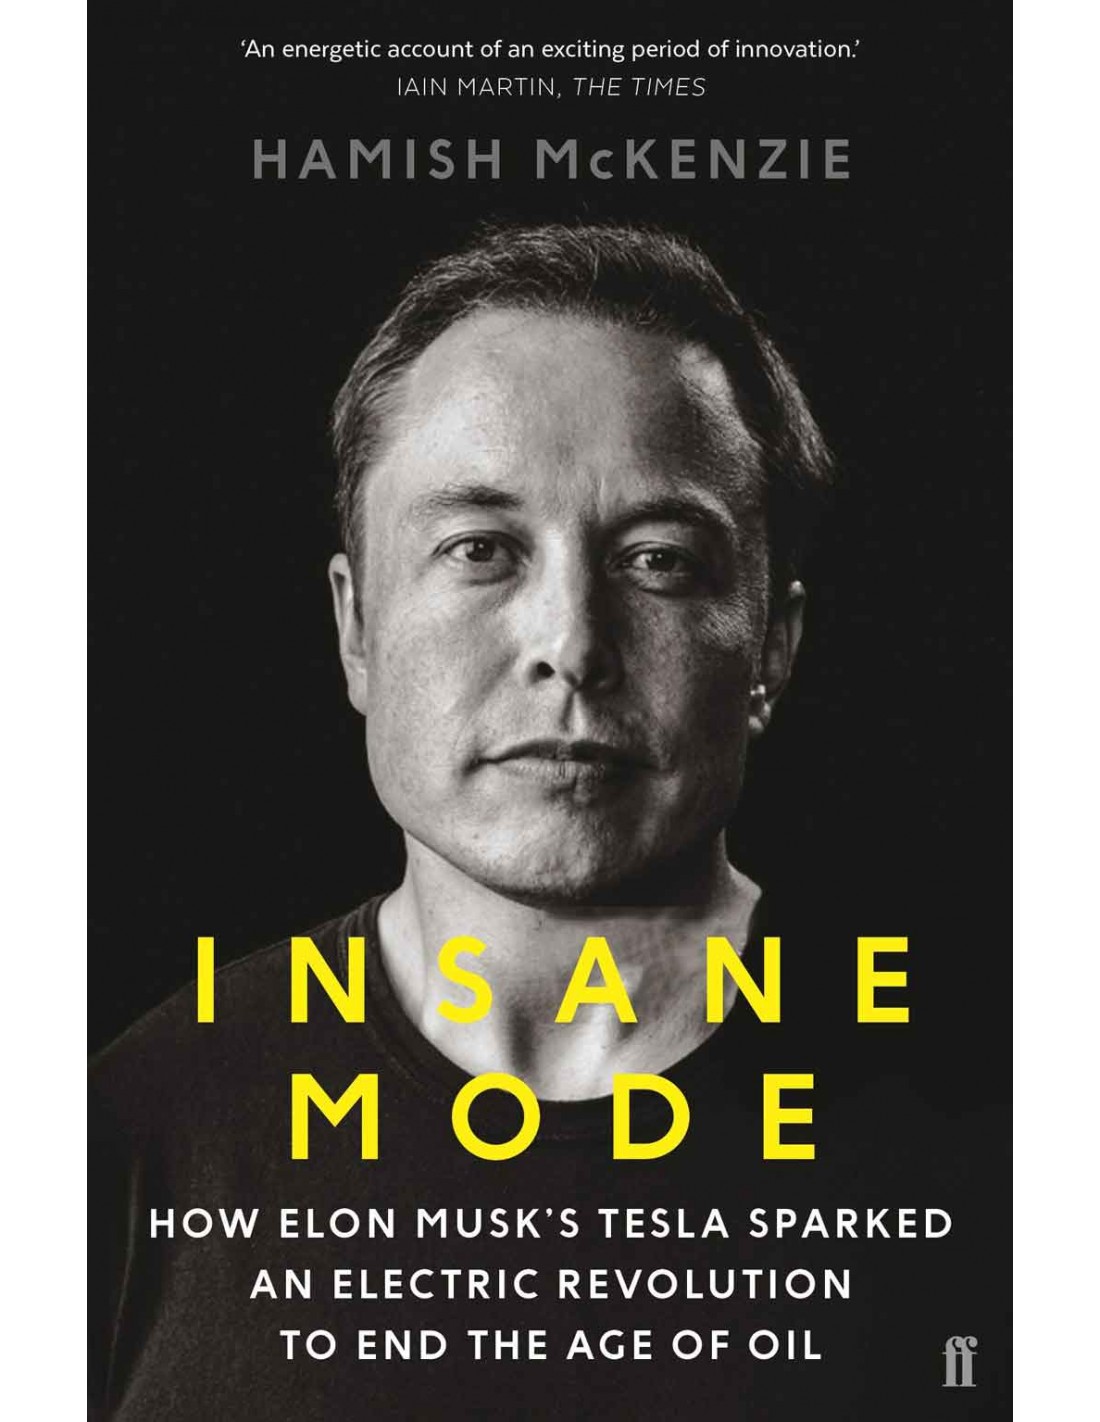 ‘An energetic account of an exciting period of innovation.’
IAIN MARTIN, THE TIMES
HAMISH McKENZIE
INSANE
MODE
HOW ELON MUSK’S TESLA SPARKED
AN ELECTRIC REVOLUTION
TO END THE AGE OF OIL
ff